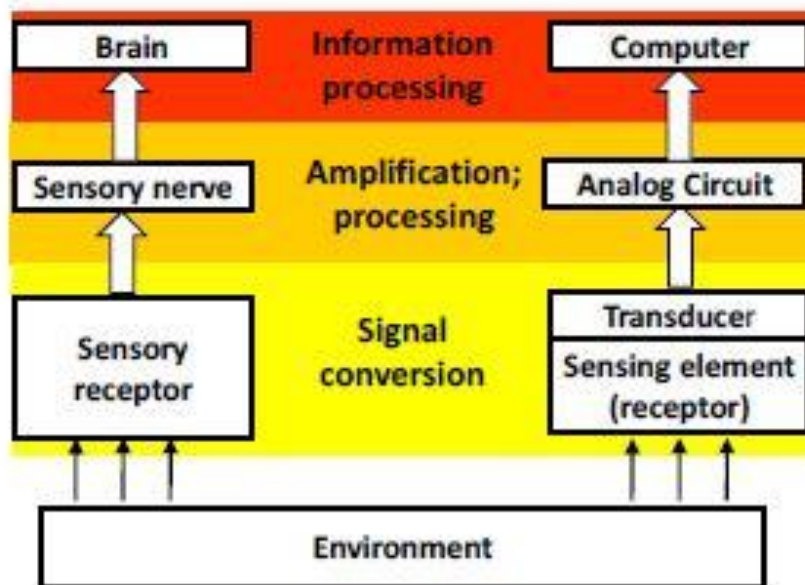 Brain
Information
processing
Computer
Sensory nerve
Amplification;
processing
Analog Circuit
Sensory
receptor
Signal
conversion
Transducer
Sensing element
(receptor)
Environment